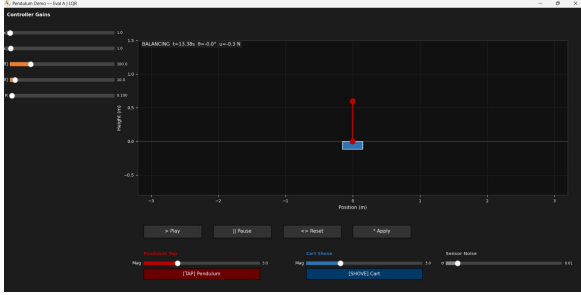 Pendulum Demo — Eval A | LQR
Controller Gains
1.0
1.0
100.0
10.0
0.100
BALANCING t=13.38s θ=-0.0° u=-0.3 N
1.5
1.0
0.5
0.0
−0.5
Height (m)
−3 −2 −1 0 1 2 3
Position (m)
> Play || Pause <> Reset * Apply
Pendulum Tap Cart Shove Sensor Noise
Mag 5.0 Mag 5.0 σ 0.01
[TAP] Pendulum [SHOVE] Cart